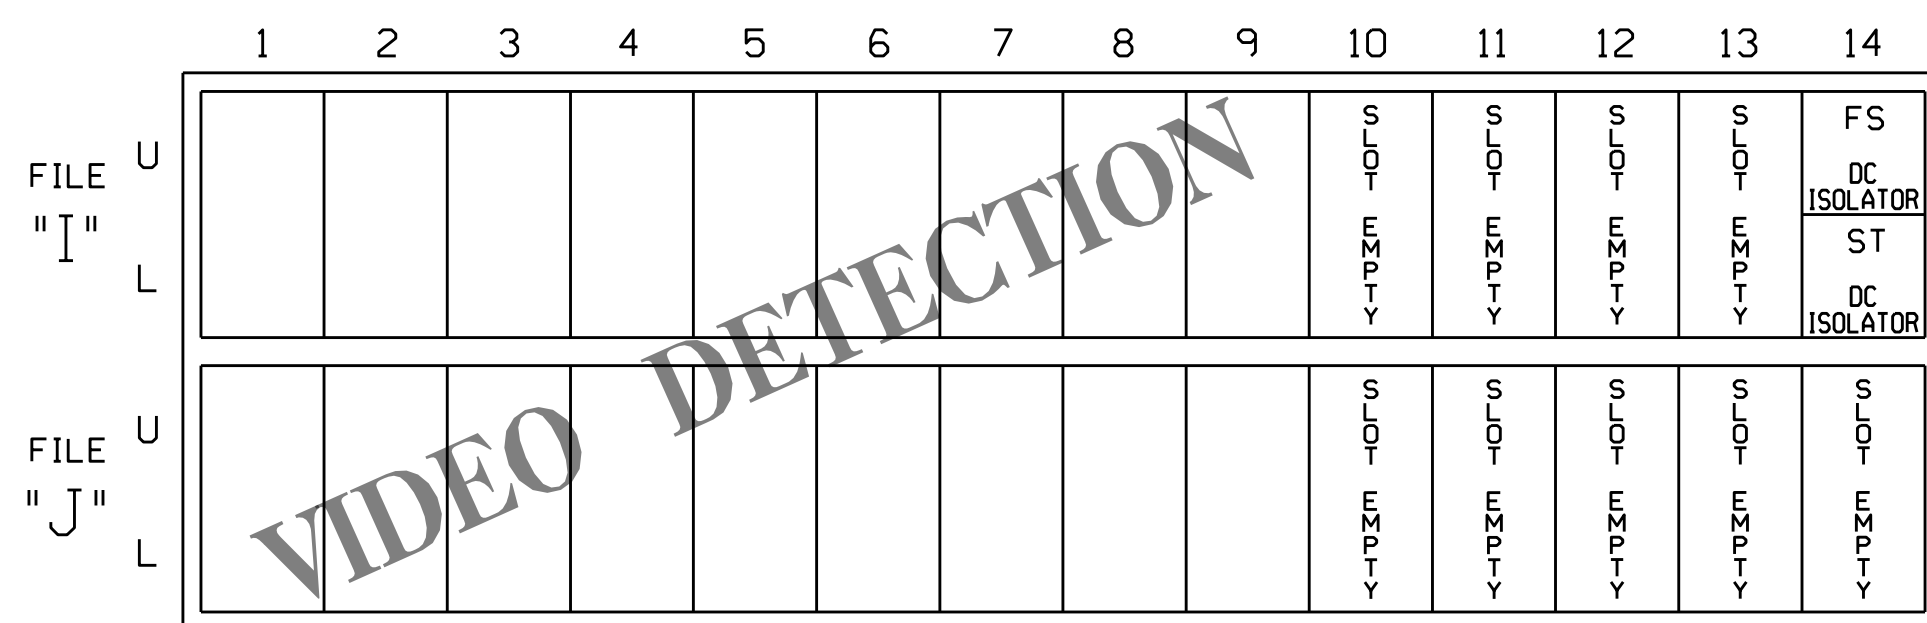 1 2 3 4 5 6 7 8 9 10 11 12 13 14
FILE "I"
U
L
SLOT EMPTY
SLOT EMPTY
SLOT EMPTY
SLOT EMPTY
FS
DC
ISOLATOR
ST
DC
ISOLATOR
VIDEO DETECTION
FILE "J"
U
L
SLOT EMPTY
SLOT EMPTY
SLOT EMPTY
SLOT EMPTY
SLOT EMPTY